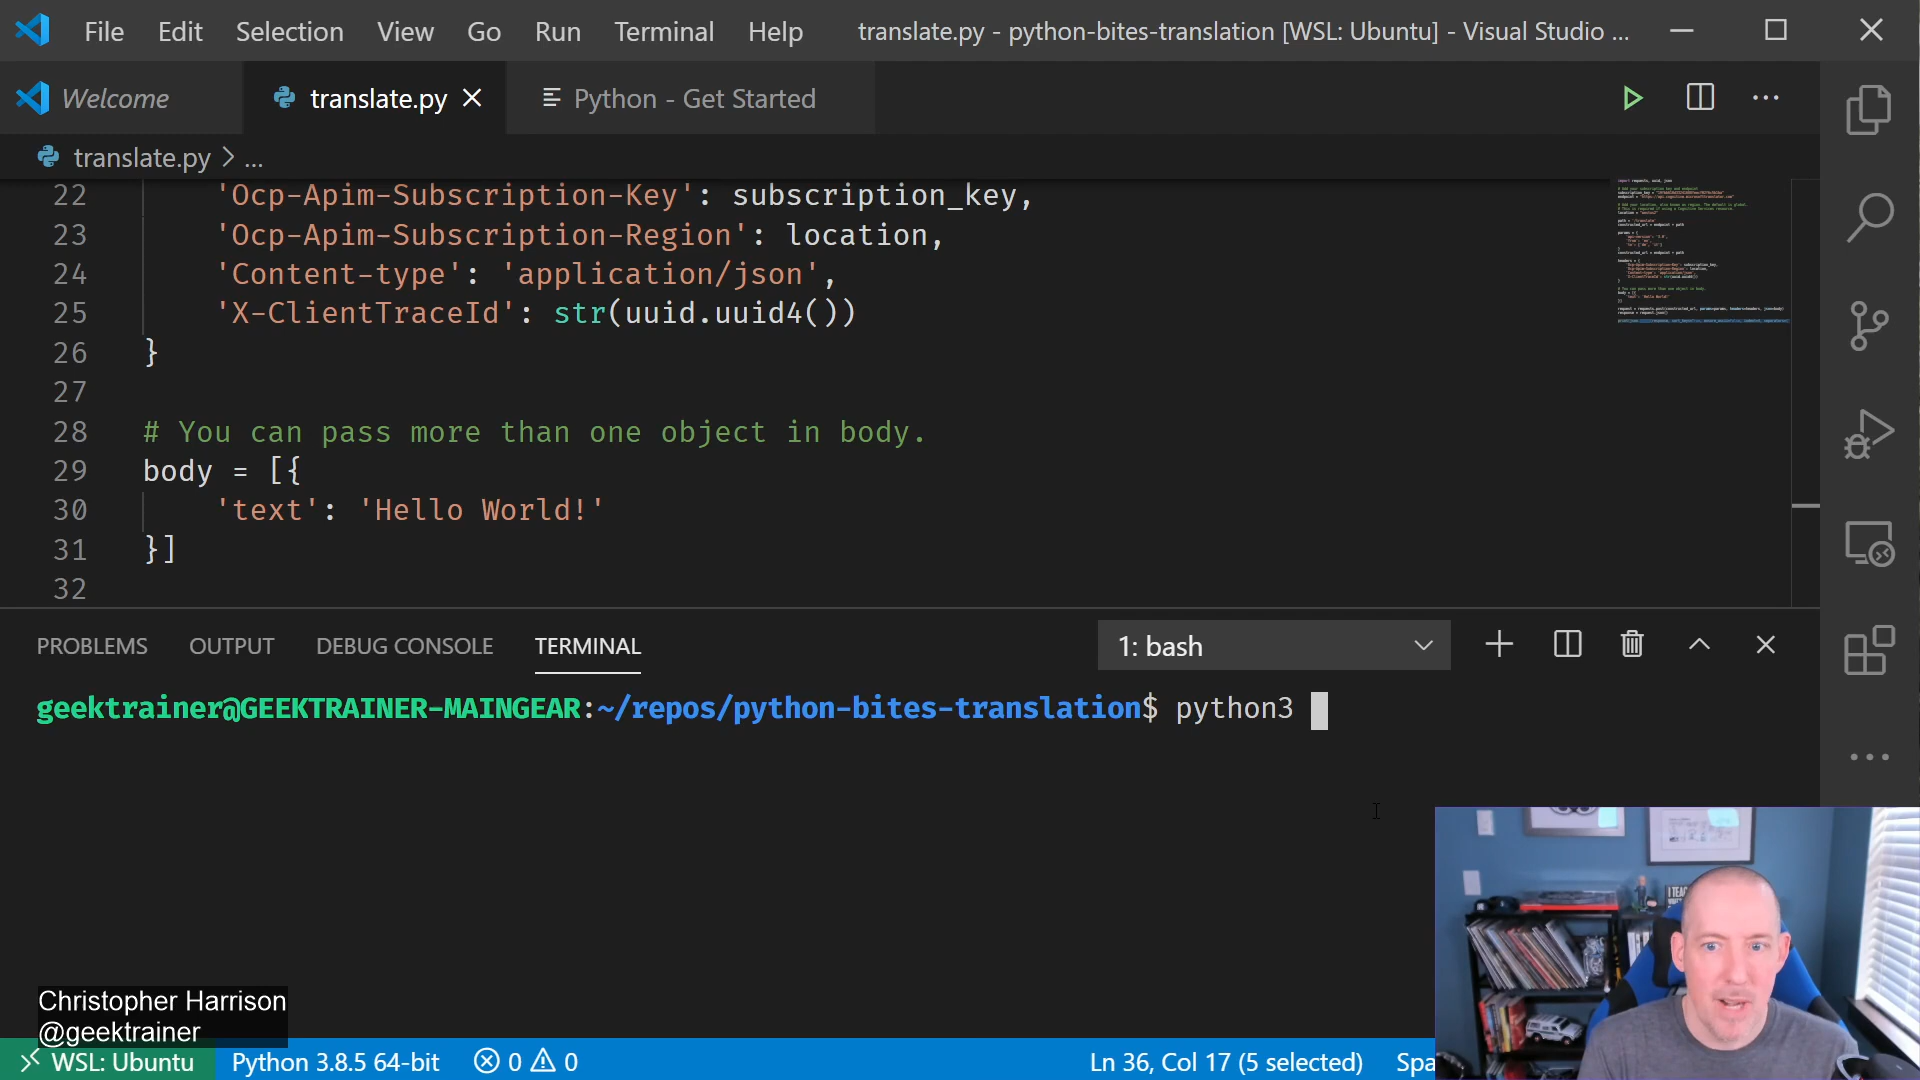 File Edit Selection View Go Run Terminal Help translate.py - python-bites-translation [WSL: Ubuntu] - Visual Studio ...
Welcome translate.py Python - Get Started
translate.py > ...
22 'Ocp-Apim-Subscription-Key': subscription_key,
23 'Ocp-Apim-Subscription-Region': location,
24 'Content-type': 'application/json',
25 'X-ClientTraceId': str(uuid.uuid4())
26 }
27
28 # You can pass more than one object in body.
29 body = [{
30 'text': 'Hello World!'
31 }]
32
PROBLEMS OUTPUT DEBUG CONSOLE TERMINAL 1: bash
geektrainer@GEEKTRAINER-MAINGEAR:~/repos/python-bites-translation$ python3
Christopher Harrison
@geektrainer
WSL: Ubuntu Python 3.8.5 64-bit 0 0 Ln 36, Col 17 (5 selected) Spa